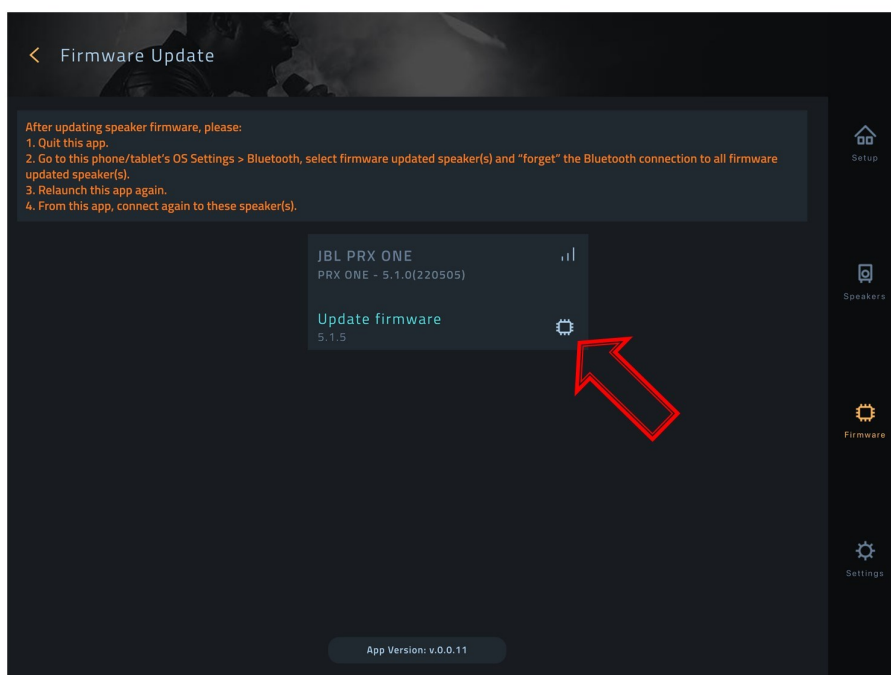 Firmware Update
After updating speaker firmware, please:
1. Quit this app.
2. Go to this phone/tablet's OS Settings > Bluetooth, select firmware updated speaker(s) and “forget” the Bluetooth connection to all firmware
updated speaker(s).
3. Relaunch this app again.
4. From this app, connect again to these speaker(s).
Setup
JBL PRX ONE
PRX ONE - 5.1.0(220505)
Speakers
Update firmware
5.1.5
Firmware
Settings
App Version: v.0.0.11